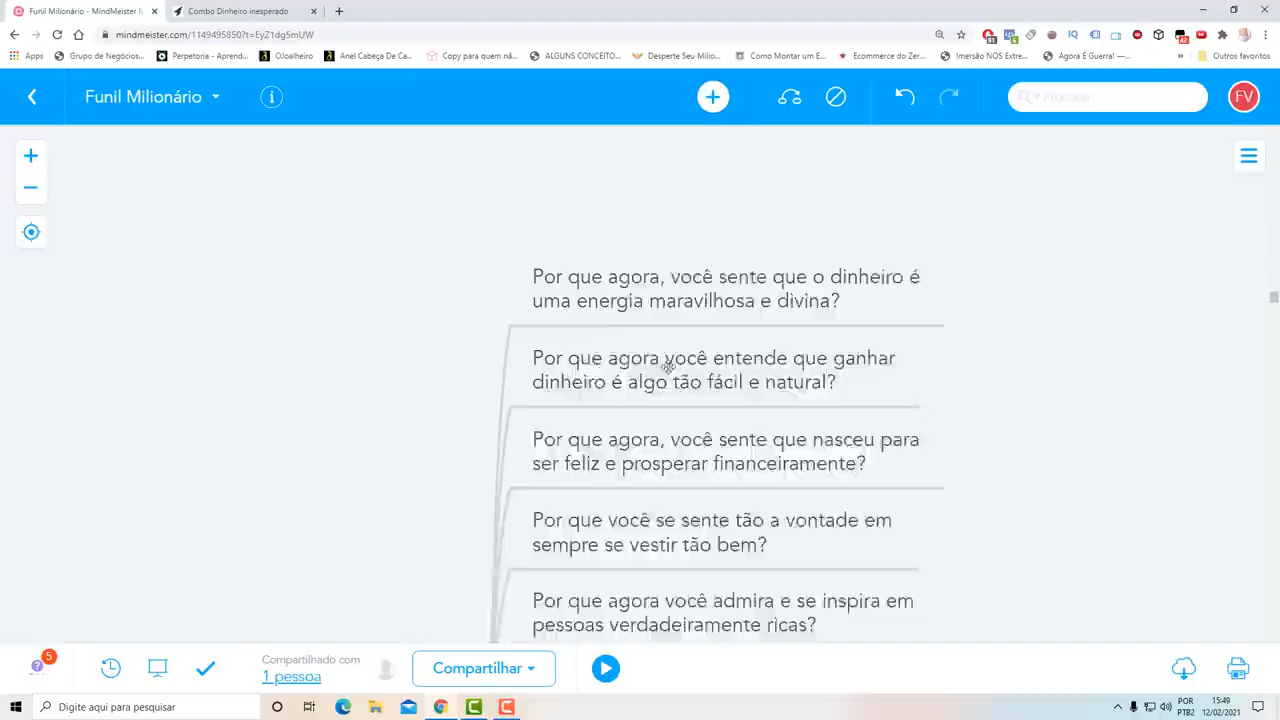 Funil Milionário - MindMeister M
Combo Dinheiro inesperado
mindmeister.com/1149495850?t=EyZ1dg5mUW
Apps
Grupo de Negócios...
Perpetoria - Aprend...
OJoalheiro
Anel Cabeça De Ca...
Copy para quem nã...
ALGUNS CONCEITO...
Desperte Seu Milio...
Como Montar um E...
Ecommerce do Zer...
Imersão NOS Extre...
Agora É Guerra! —...
»
Outros favoritos
Funil Milionário
Procurar
FV
Por que agora, você sente que o dinheiro é
uma energia maravilhosa e divina?
Por que agora você entende que ganhar
dinheiro é algo tão fácil e natural?
Por que agora, você sente que nasceu para
ser feliz e prosperar financeiramente?
Por que você se sente tão a vontade em
sempre se vestir tão bem?
Por que agora você admira e se inspira em
pessoas verdadeiramente ricas?
5
Compartilhado com
1 pessoa
Compartilhar
Digite aqui para pesquisar
POR
PTB2
15:49
12/02/2021